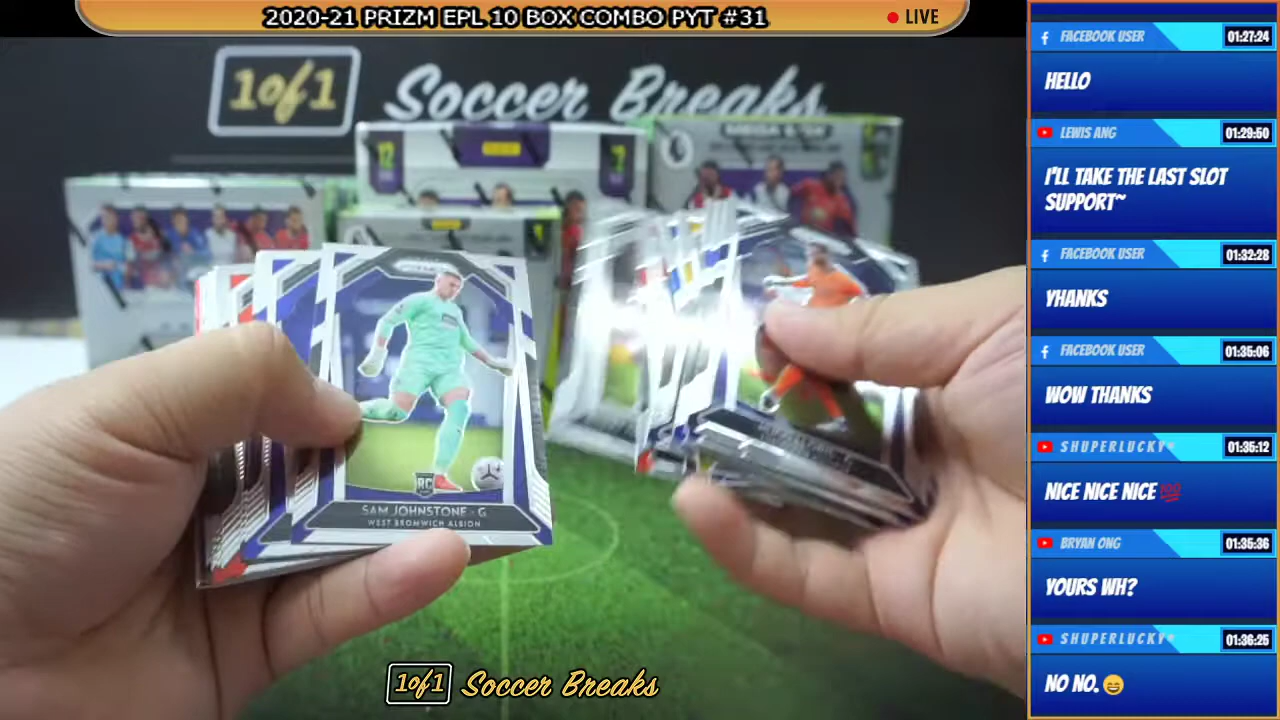 2020-21 PRIZM EPL 10 BOX COMBO PYT #31
LIVE
1of1 Soccer Breaks
SAM JOHNSTONE - G
WEST BROMWICH ALBION
RC
1of1 Soccer Breaks
FACEBOOK USER 01:27:24
HELLO
LEWIS ANG 01:29:50
I'LL TAKE THE LAST SLOT
SUPPORT~
FACEBOOK USER 01:32:28
YHANKS
FACEBOOK USER 01:35:06
WOW THANKS
SHUPERLUCKY* 01:35:12
NICE NICE NICE 💯
BRYAN ONG 01:35:36
YOURS WH?
SHUPERLUCKY* 01:36:25
NO NO. 😄